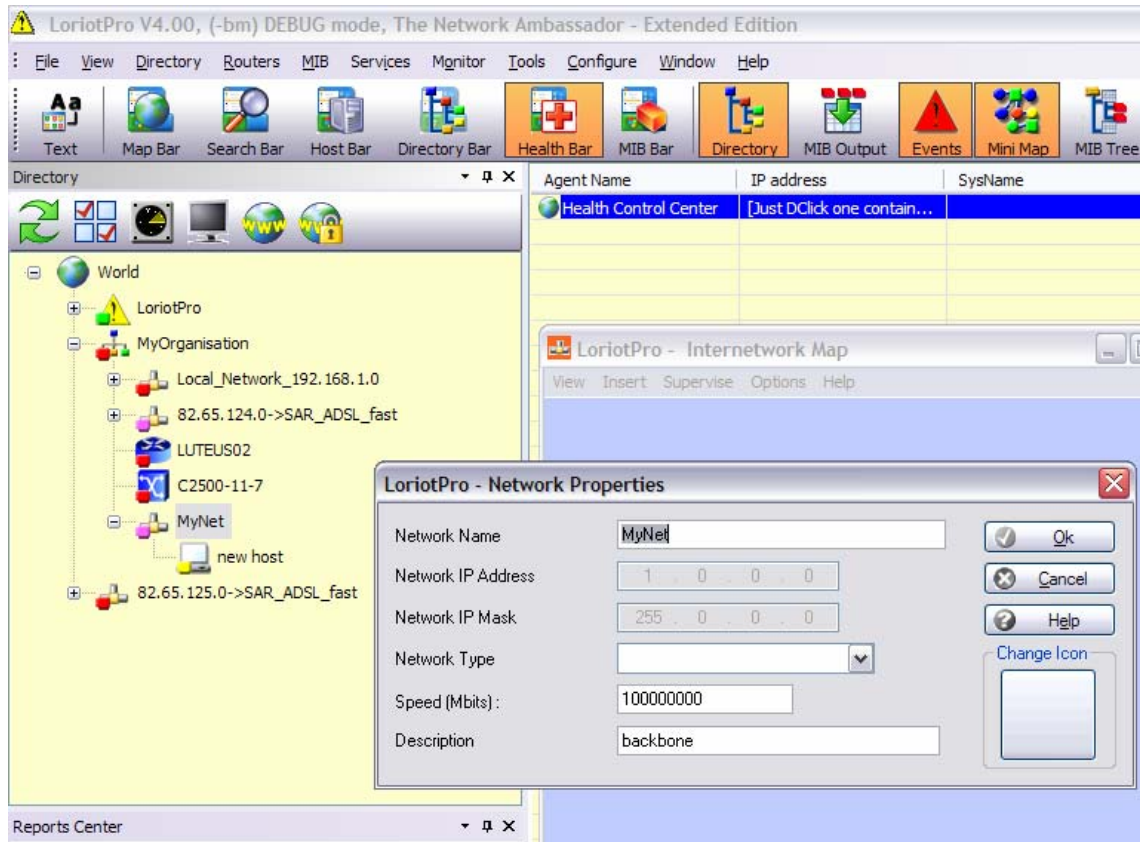 LoriotPro V4.00, (-bm) DEBUG mode, The Network Ambassador - Extended Edition
File View Directory Routers MIB Services Monitor Tools Configure Window Help
Aa
Text Map Bar Search Bar Host Bar Directory Bar Health Bar MIB Bar Directory MIB Output Events Mini Map MIB Tree
Directory
Agent Name IP address SysName
Health Control Center [Just DClick one contain...
www
World
LoriotPro
MyOrganisation
Local_Network_192.168.1.0
82.65.124.0->SAR_ADSL_fast
LUTEUS02
C2500-11-7
MyNet
new host
82.65.125.0->SAR_ADSL_fast
LoriotPro - Internetwork Map
View Insert Supervise Options Help
LoriotPro - Network Properties
Network Name MyNet
Network IP Address 1 . 0 . 0 . 0
Network IP Mask 255 . 0 . 0 . 0
Network Type
Speed (Mbits) : 100000000
Description backbone
Ok
Cancel
Help
Change Icon
Reports Center